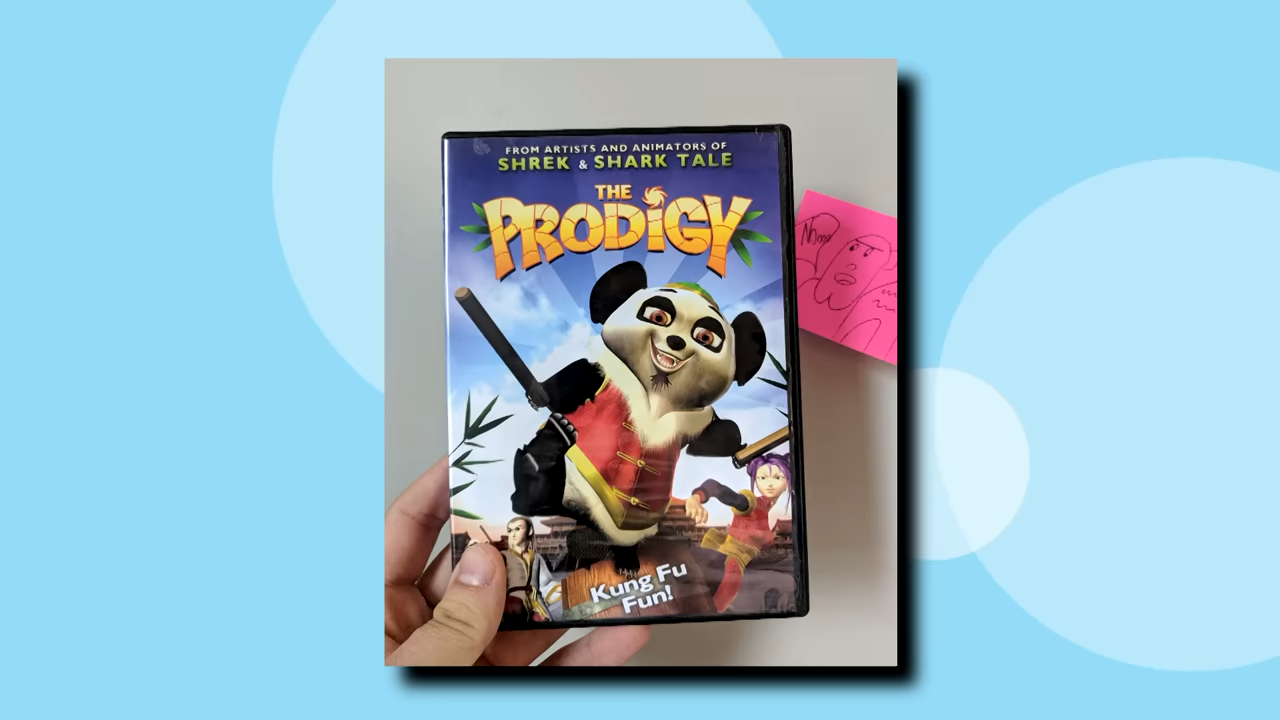 FROM ARTISTS AND ANIMATORS OF
SHREK & SHARK TALE
THE
PRODIGY
Kung Fu
Fun!